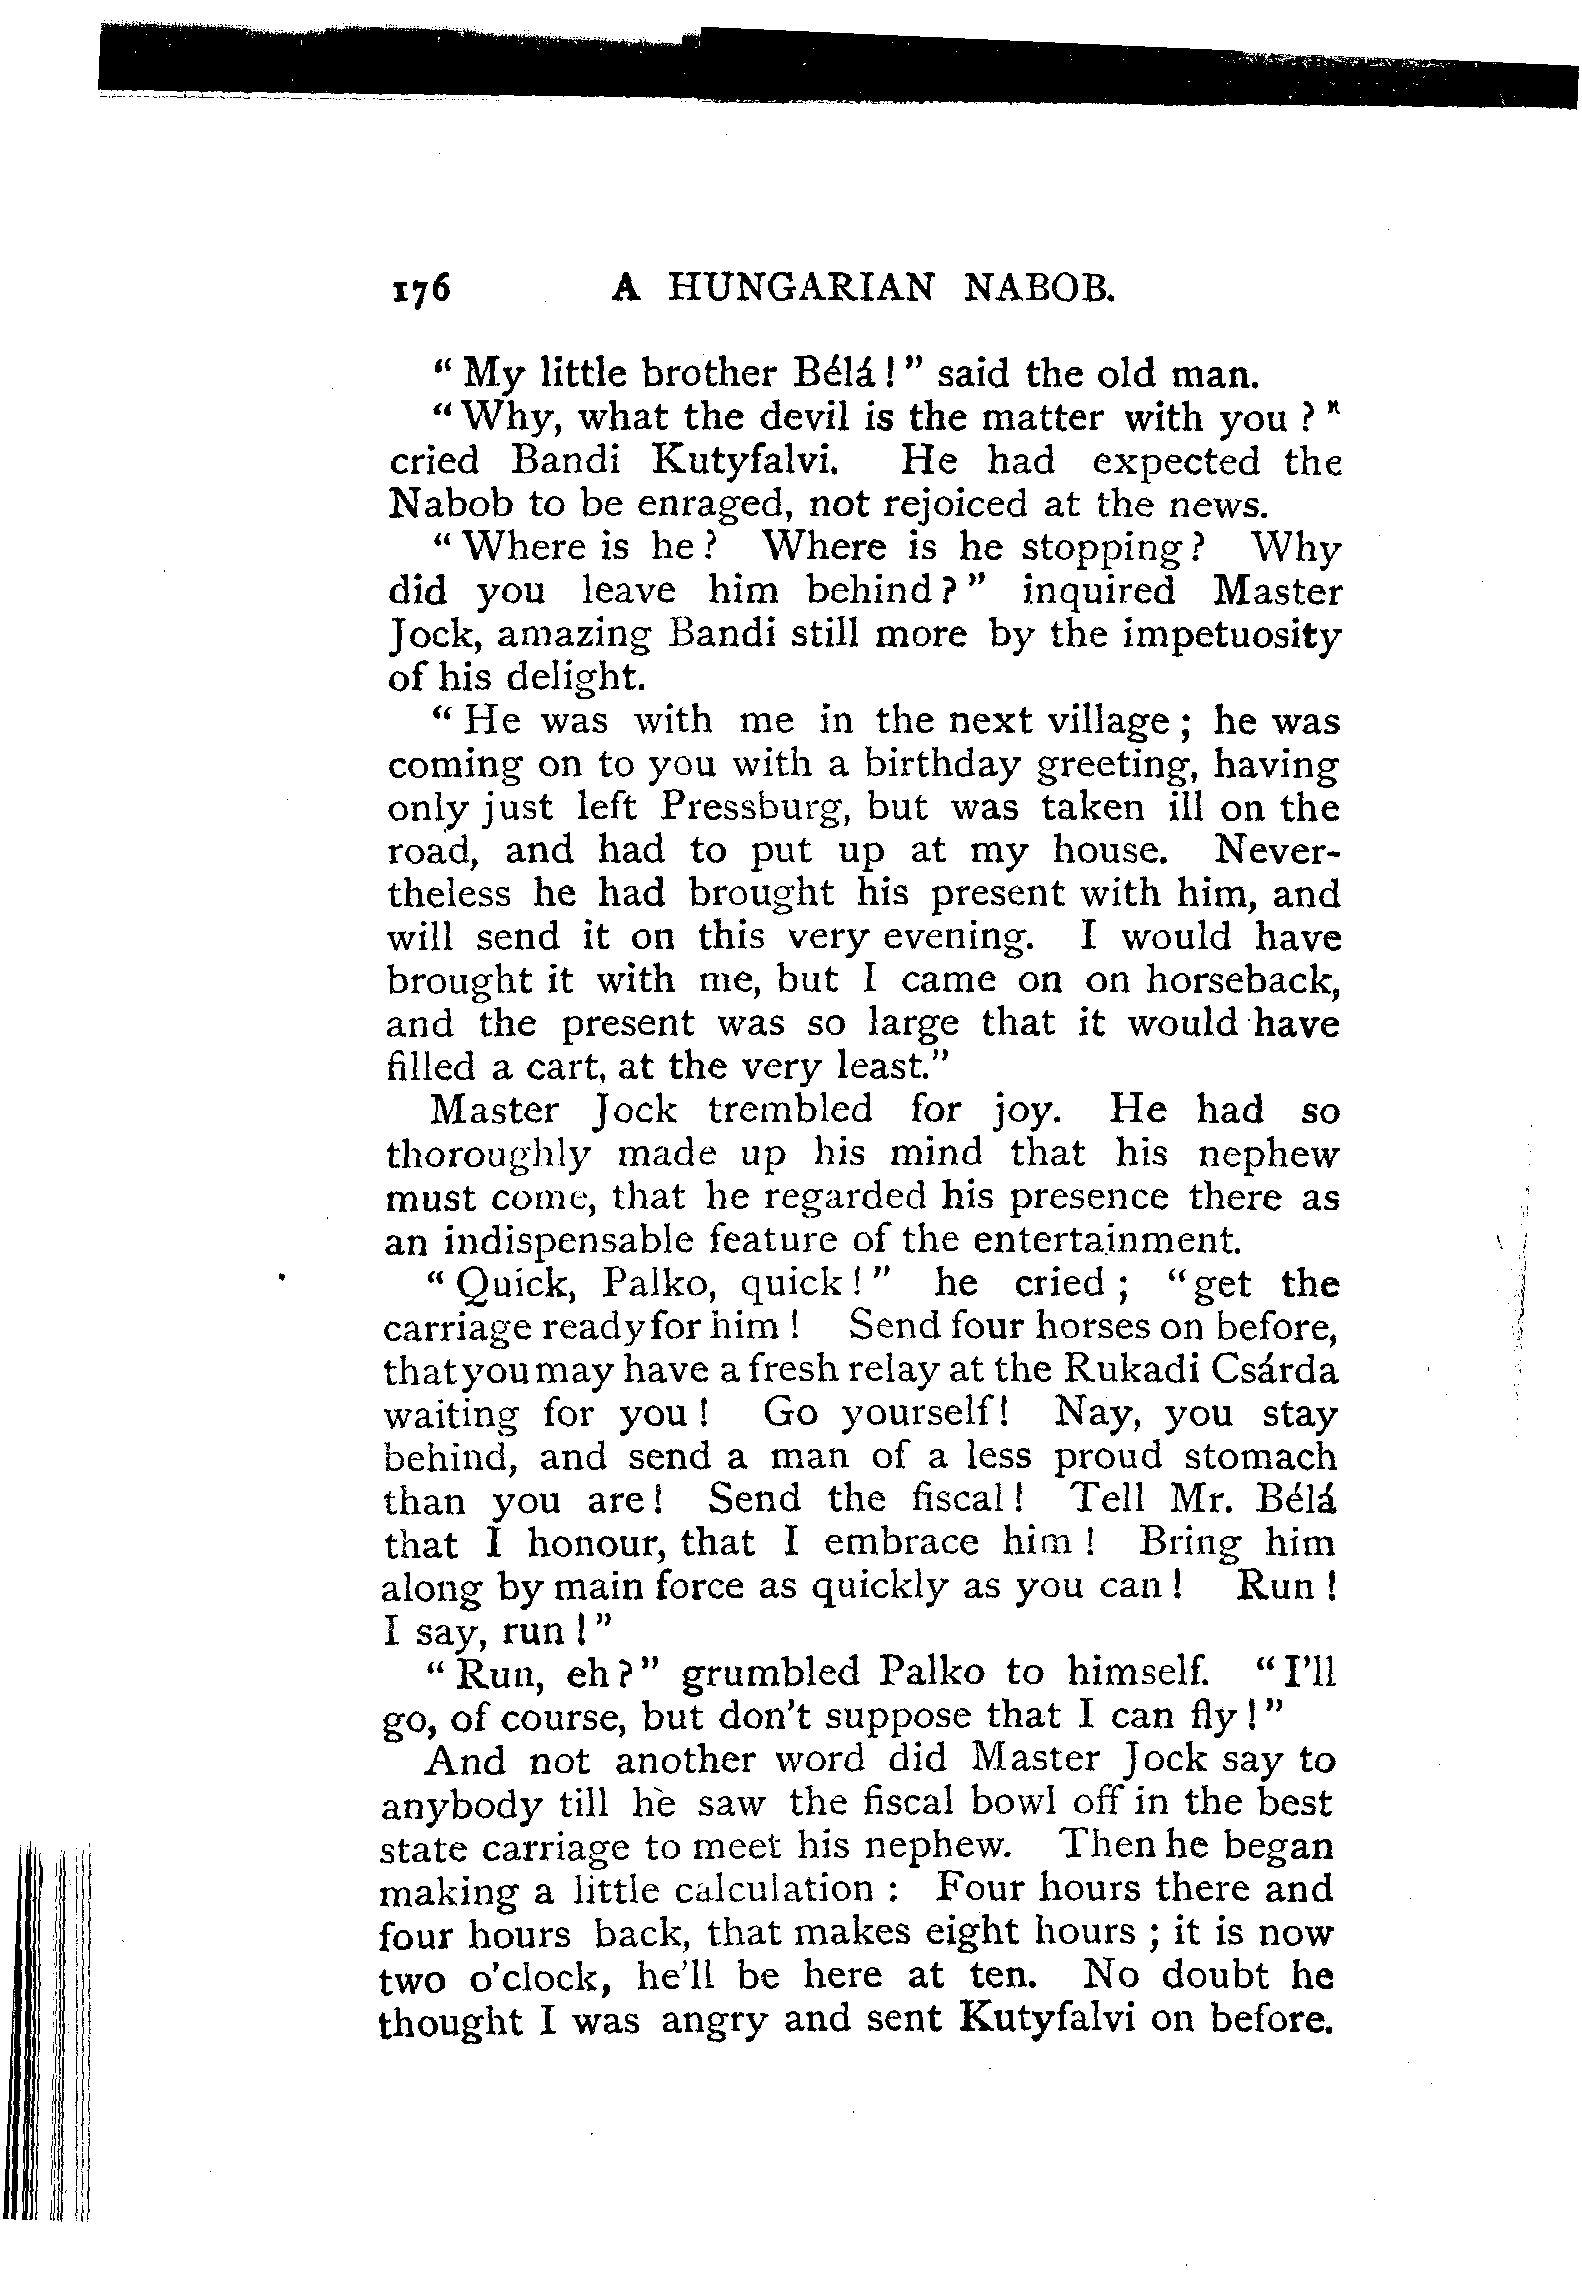 176 A HUNGARIAN NABOB.
“ My little brother Bélá ! ” said the old man.
“ Why, what the devil is the matter with you ? ”
cried Bandi Kutyfalvi. He had expected the
Nabob to be enraged, not rejoiced at the news.
“ Where is he ? Where is he stopping ? Why
did you leave him behind ? ” inquired Master
Jock, amazing Bandi still more by the impetuosity
of his delight.
“ He was with me in the next village ; he was
coming on to you with a birthday greeting, having
only just left Pressburg, but was taken ill on the
road, and had to put up at my house. Never-
theless he had brought his present with him, and
will send it on this very evening. I would have
brought it with me, but I came on on horseback,
and the present was so large that it would have
filled a cart, at the very least.”
Master Jock trembled for joy. He had so
thoroughly made up his mind that his nephew
must come, that he regarded his presence there as
an indispensable feature of the entertainment.
“ Quick, Palko, quick ! ” he cried ; “ get the
carriage ready for him ! Send four horses on before,
that you may have a fresh relay at the Rukadi Csárda
waiting for you ! Go yourself ! Nay, you stay
behind, and send a man of a less proud stomach
than you are ! Send the fiscal ! Tell Mr. Bélá
that I honour, that I embrace him ! Bring him
along by main force as quickly as you can ! Run !
I say, run ! ”
“ Run, eh ? ” grumbled Palko to himself. “ I'll
go, of course, but don't suppose that I can fly ! ”
And not another word did Master Jock say to
anybody till he saw the fiscal bowl off in the best
state carriage to meet his nephew. Then he began
making a little calculation : Four hours there and
four hours back, that makes eight hours ; it is now
two o'clock, he'll be here at ten. No doubt he
thought I was angry and sent Kutyfalvi on before.